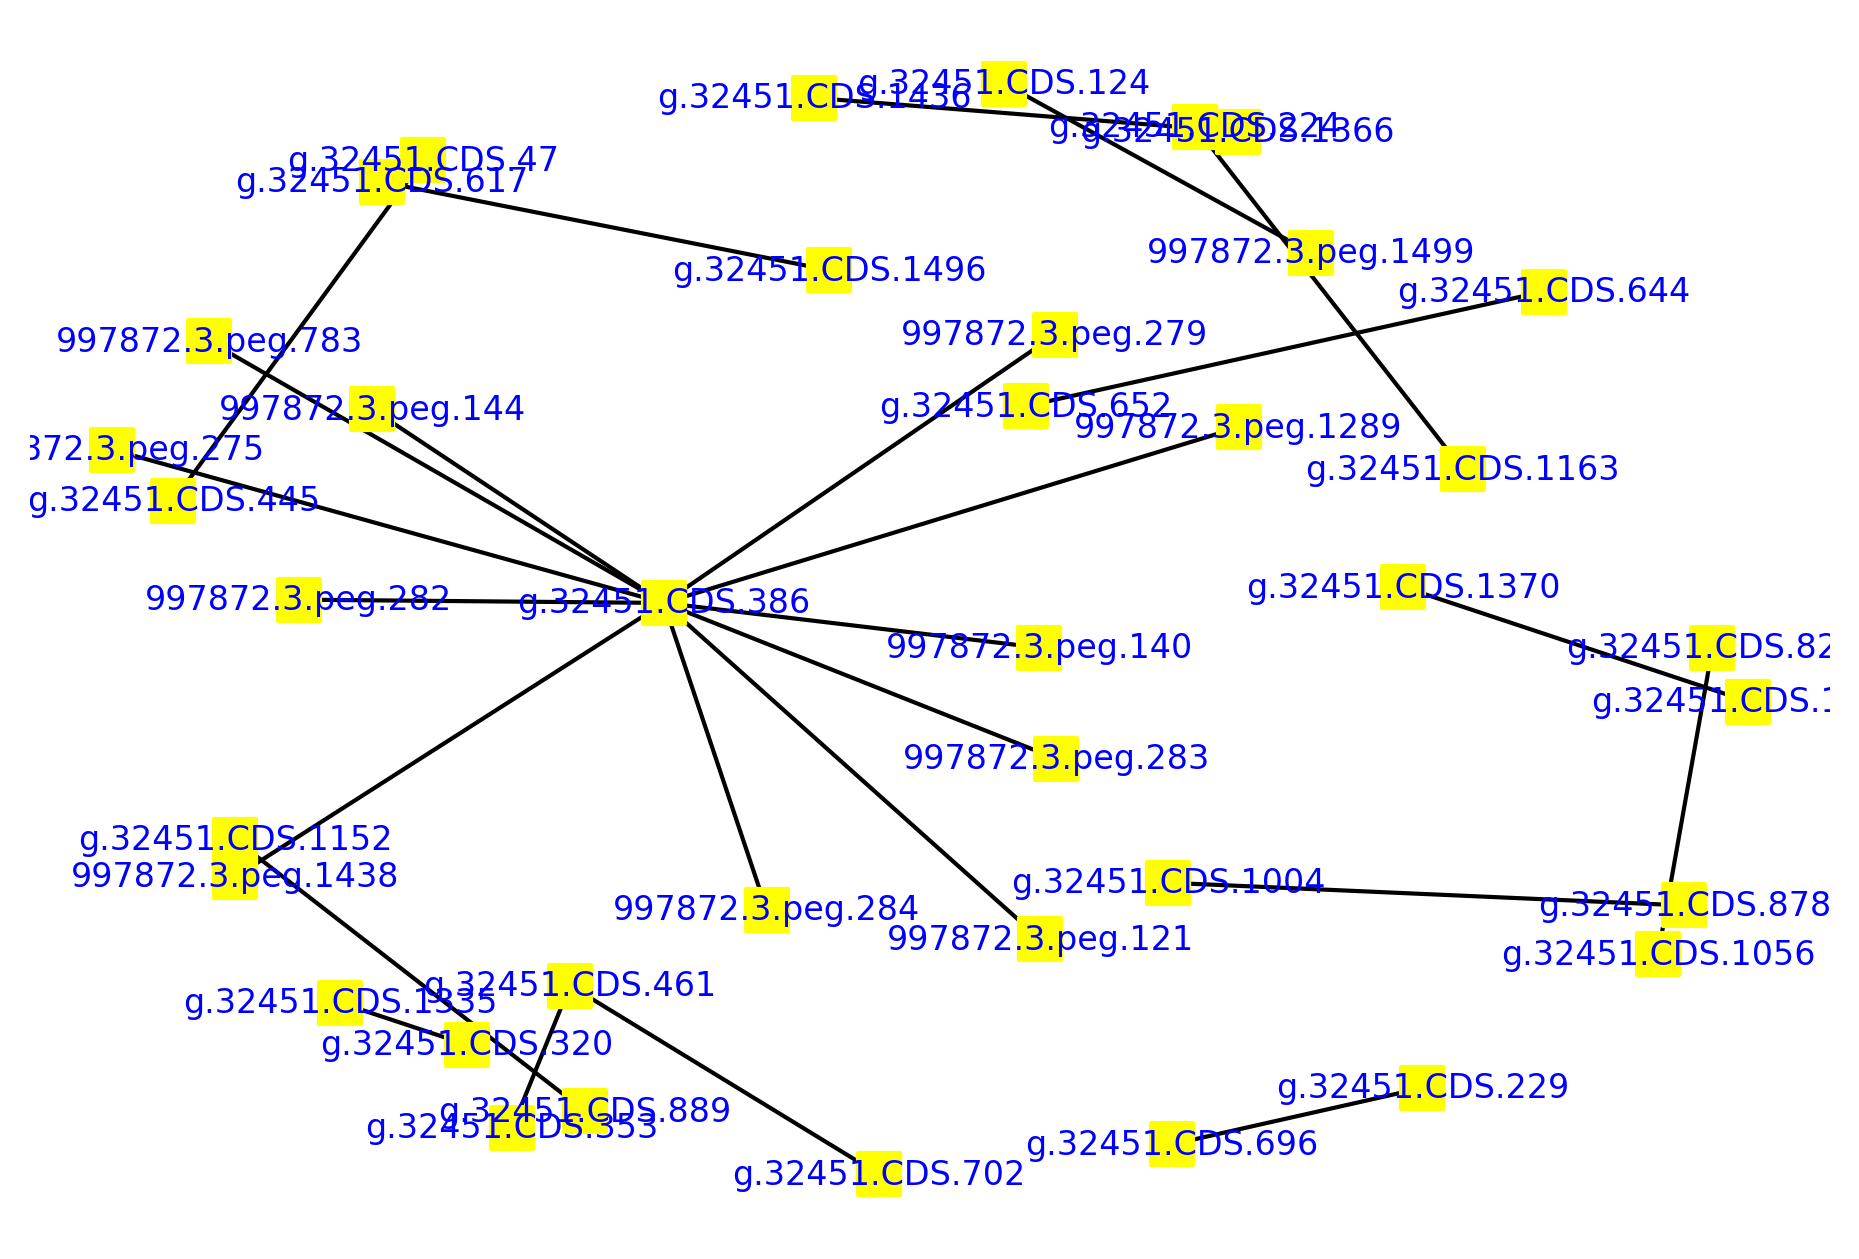 g.32451.CDS.124
g.32451.CDS.1436
g.32451.CDS.224
g.32451.CDS.1366
g.32451.CDS.47
g.32451.CDS.617
997872.3.peg.1499
g.32451.CDS.1496
g.32451.CDS.644
997872.3.peg.279
997872.3.peg.783
g.32451.CDS.652
997872.3.peg.144
997872.3.peg.1289
372.3.peg.275
g.32451.CDS.1163
g.32451.CDS.445
g.32451.CDS.1370
997872.3.peg.282
g.32451.CDS.386
997872.3.peg.140
g.32451.CDS.82
g.32451.CDS.1
997872.3.peg.283
g.32451.CDS.1152
997872.3.peg.1438
g.32451.CDS.1004
g.32451.CDS.878
997872.3.peg.284
997872.3.peg.121
g.32451.CDS.1056
g.32451.CDS.461
g.32451.CDS.1335
g.32451.CDS.320
g.32451.CDS.229
g.32451.CDS.889
g.32451.CDS.353
g.32451.CDS.696
g.32451.CDS.702